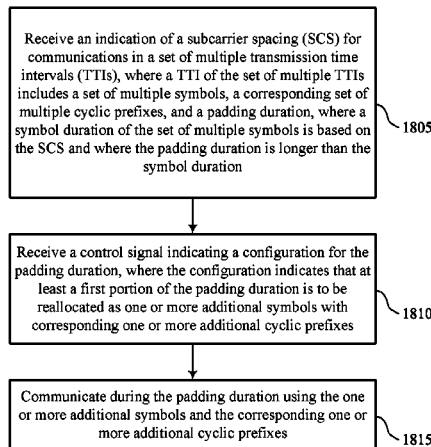 Receive an indication of a subcarrier spacing (SCS) for
communications in a set of multiple transmission time
intervals (TTIs), where a TTI of the set of multiple TTIs
includes a set of multiple symbols, a corresponding set of
multiple cyclic prefixes, and a padding duration, where a
symbol duration of the set of multiple symbols is based on
the SCS and where the padding duration is longer than the
symbol duration
1805
Receive a control signal indicating a configuration for the
padding duration, where the configuration indicates that at
least a first portion of the padding duration is to be
reallocated as one or more additional symbols with
corresponding one or more additional cyclic prefixes
1810
Communicate during the padding duration using the one
or more additional symbols and the corresponding one or
more additional cyclic prefixes
1815